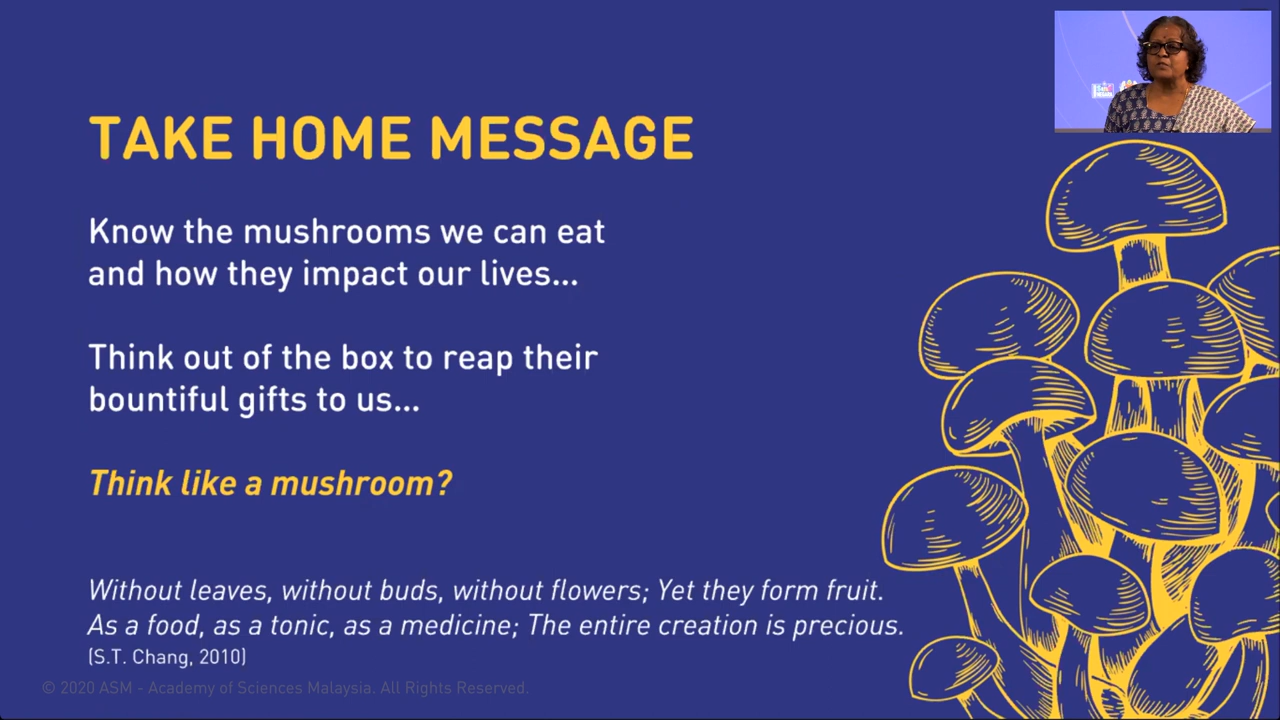 TAKE HOME MESSAGE
Know the mushrooms we can eat
and how they impact our lives...
Think out of the box to reap their
bountiful gifts to us...
Think like a mushroom?
Without leaves, without buds, without flowers; Yet they form fruit.
As a food, as a tonic, as a medicine; The entire creation is precious.
(S.T. Chang, 2010)
© 2020 ASM - Academy of Sciences Malaysia. All Rights Reserved.